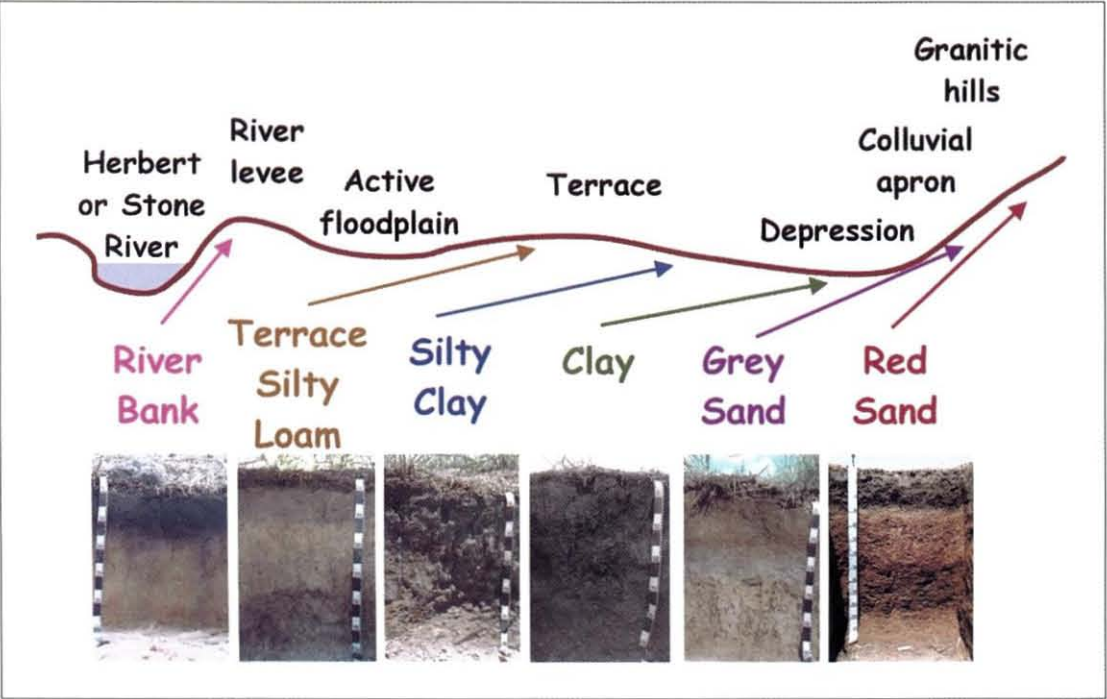 Granitic
hills
Colluvial
apron
River
levee
Herbert
or Stone
River
Active
floodplain
Terrace
Depression
River
Bank
Terrace
Silty
Loam
Silty
Clay
Clay
Grey
Sand
Red
Sand